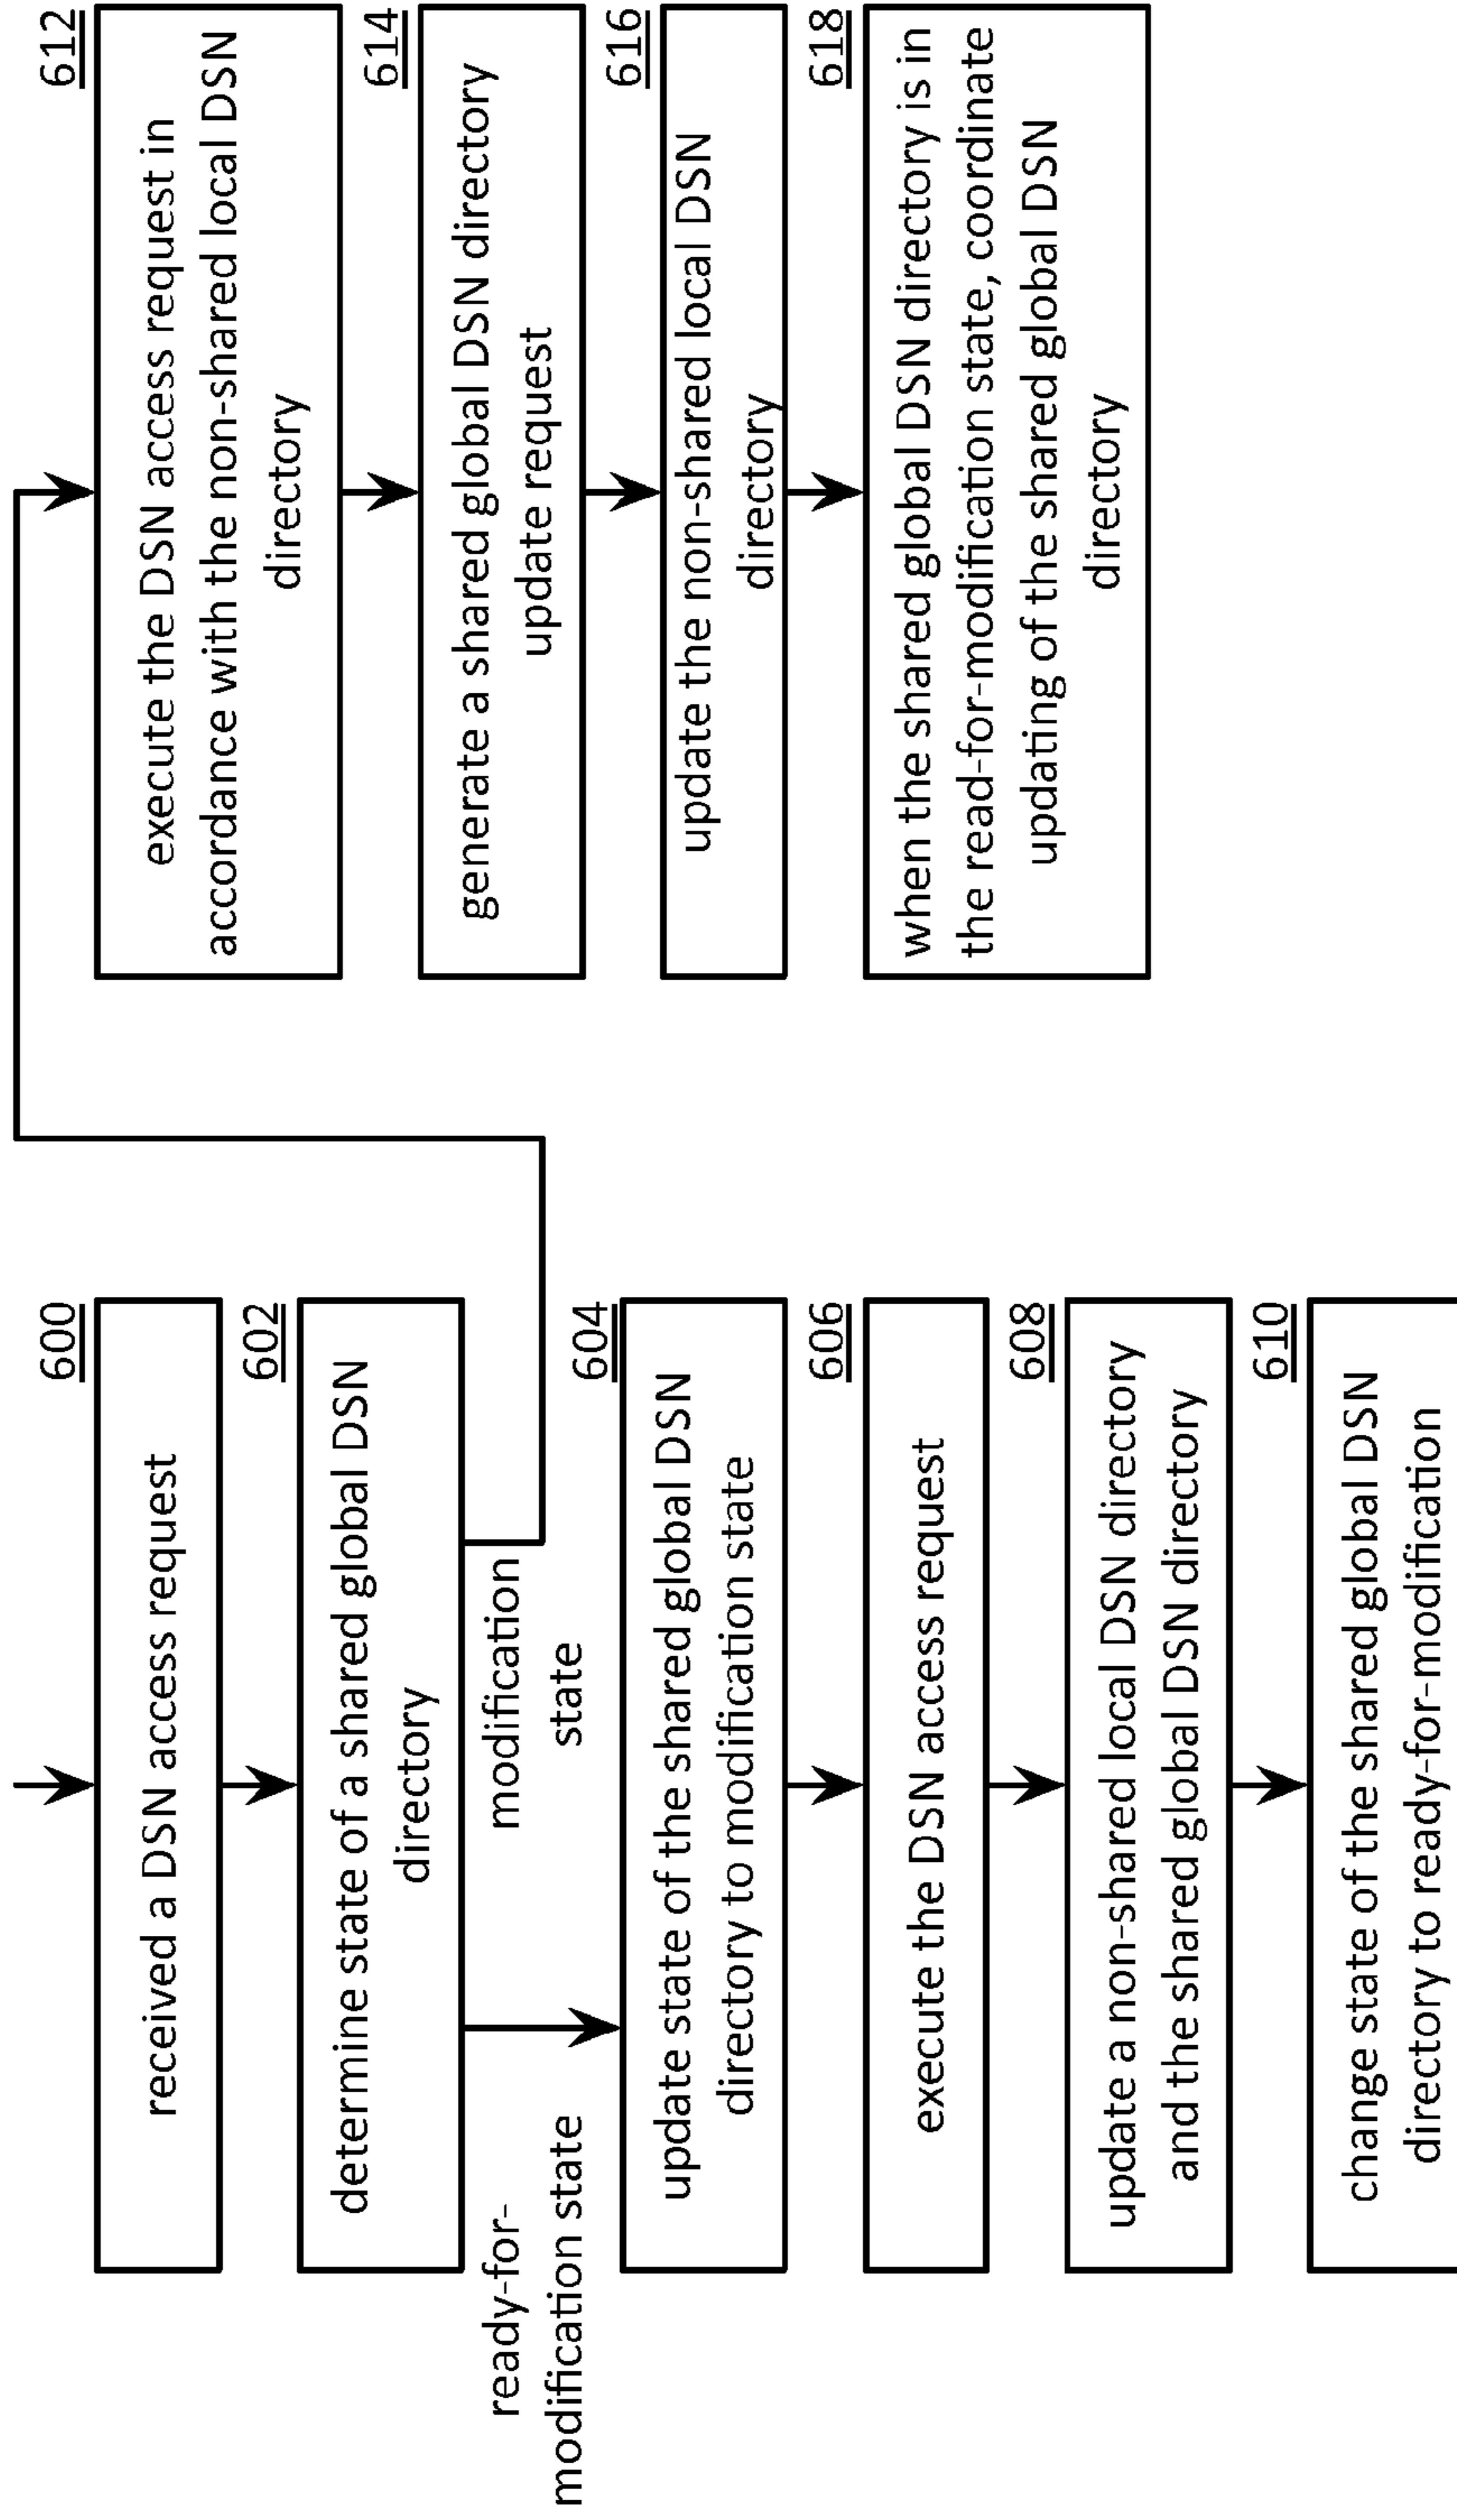 600
received a DSN access request
602
determine state of a shared global DSN
directory
ready-for-
modification state
modification
state
604
update state of the shared global DSN
directory to modification state
606
execute the DSN access request
608
update a non-shared local DSN directory
and the shared global DSN directory
610
change state of the shared global DSN
directory to ready-for-modification
612
execute the DSN access request in
accordance with the non-shared local DSN
directory
614
generate a shared global DSN directory
update request
616
update the non-shared local DSN
directory
618
when the shared global DSN directory is in
the read-for-modification state, coordinate
updating of the shared global DSN
directory